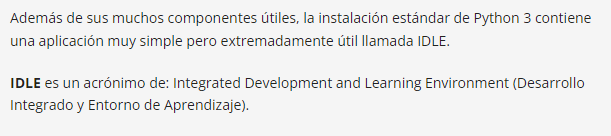 Además de sus muchos componentes útiles, la instalación estándar de Python 3 contiene
una aplicación muy simple pero extremadamente útil llamada IDLE.
IDLE es un acrónimo de: Integrated Development and Learning Environment (Desarrollo
Integrado y Entorno de Aprendizaje).